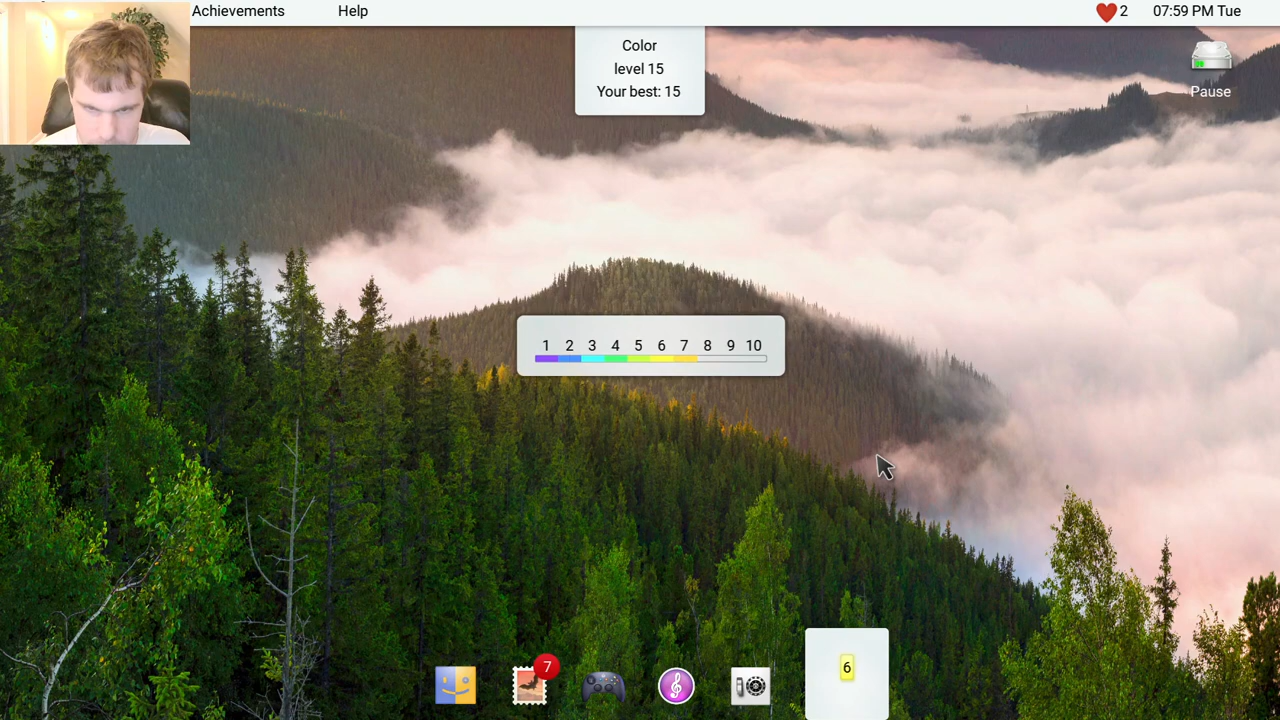 Achievements
Help
2
07:59 PM Tue
Color
level 15
Your best: 15
Pause
1 2 3 4 5 6 7 8 9 10
7
6